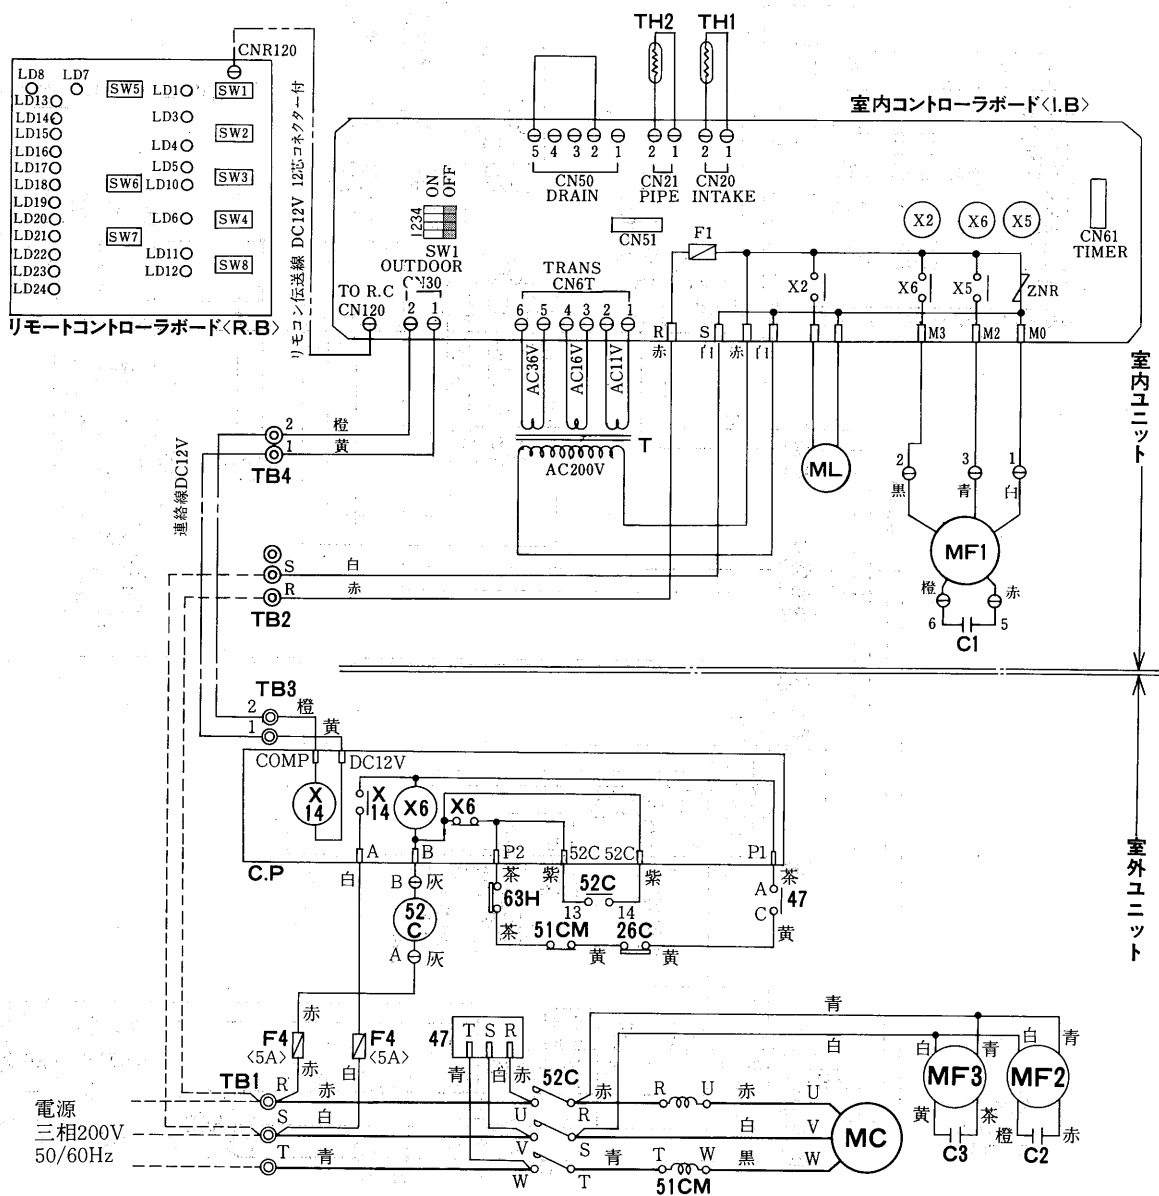 TH2 TH1
CNR120
LD8 LD7
SW5 LD1 SW1
LD13
LD14 LD3
LD15 SW2
LD16 LD4
LD17 LD5
LD18 SW6 LD10 SW3
LD19
LD20 LD6 SW4
LD21 SW7
LD22 LD11
LD23 LD12 SW8
LD24
リモートコントローラボード〈R.B〉
リモコン伝送線 DC12V 12芯コネクター付
室内コントローラボード〈I.B〉
5 4 3 2 1
CN50
DRAIN
2 1
CN21
PIPE
2 1
CN20
INTAKE
ON OFF
1234
SW1
CN51
F1
X2 X6 X5
CN61
TIMER
OUTDOOR
CN30
2 1
TO R.C
CN120
TRANS
CN6T
6 5 4 3 2 1
X2 X6 X5 ZNR
R S M3 M2 M0
赤 白 赤 白
AC36V AC16V AC11V
T
AC200V
ML
2 3 1
黒 青 白
MF1
橙 赤
6 5
C1
室内ユニット
2 橙
1 黄
TB4
連絡線DC12V
S 白
R 赤
TB2
TB3
2 橙
1 黄
COMP DC12V
X
14
X
14
X6 X6
A B P2 52C 52C P1
C.P
白 B 灰 茶 紫 52C 紫 茶
63H 13 14 A 47
52
C
C
茶 51CM 26C 黄
黄 黄
A 灰
室外ユニット
赤
F4
<5A>
F4
<5A>
赤 白
47 T S R
青 白 赤
52C
青
白
白 青 白 青
MF3 MF2
黄 茶 橙 赤
C3 C2
TB1 R 赤
S 白
T 青
U 赤 R
V S
W 青 T
R U 赤 U
白 V
T W 黒 W
51CM
MC
電源
三相200V
50/60Hz